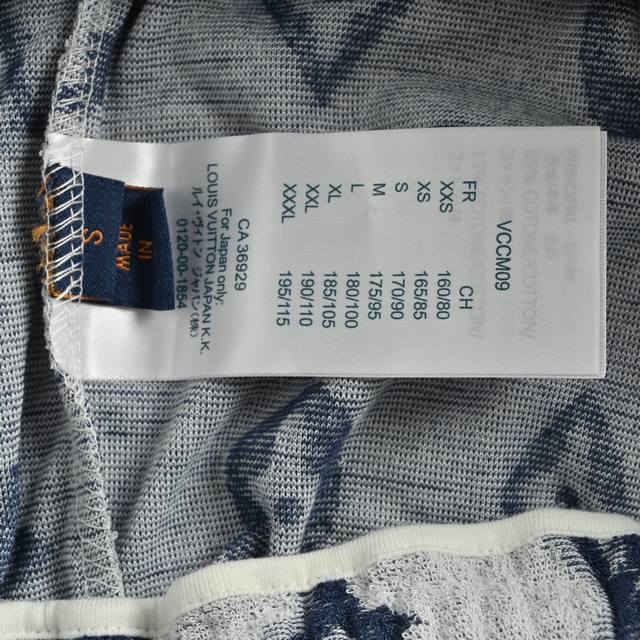 VCCM09
FR CH
XXS 160/80
XS 165/85
S 170/90
M 175/95
L 180/100
XL 185/105
XXL 190/110
XXXL 195/115
CA 36929
For Japan only:
LOUIS VUITTON JAPAN K.K.
ルイ・ヴィトン ジャパン(株)
0120-00-1854
S
MADE
IN